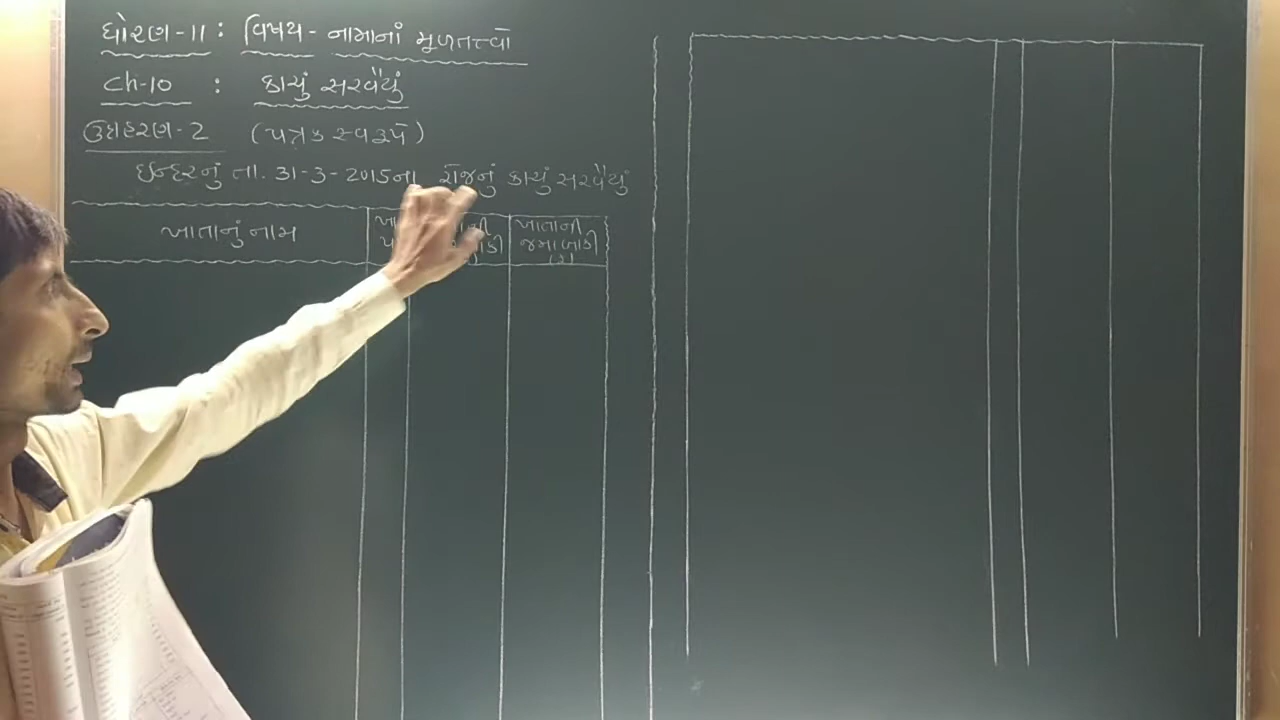 ધોરણ-11 : વિષય - નામાનાં મૂળતત્ત્વો
Ch-10 : કાચું સરવૈયું
ઉદાહરણ-2 (પત્રક સ્વરૂપે)
ઇન્દરનું તા. 31-3-2015ના રોજનું કાચું સરવૈયું
ખાતાનું નામ
ખાતાની
જમા બાકી
(રૂ)